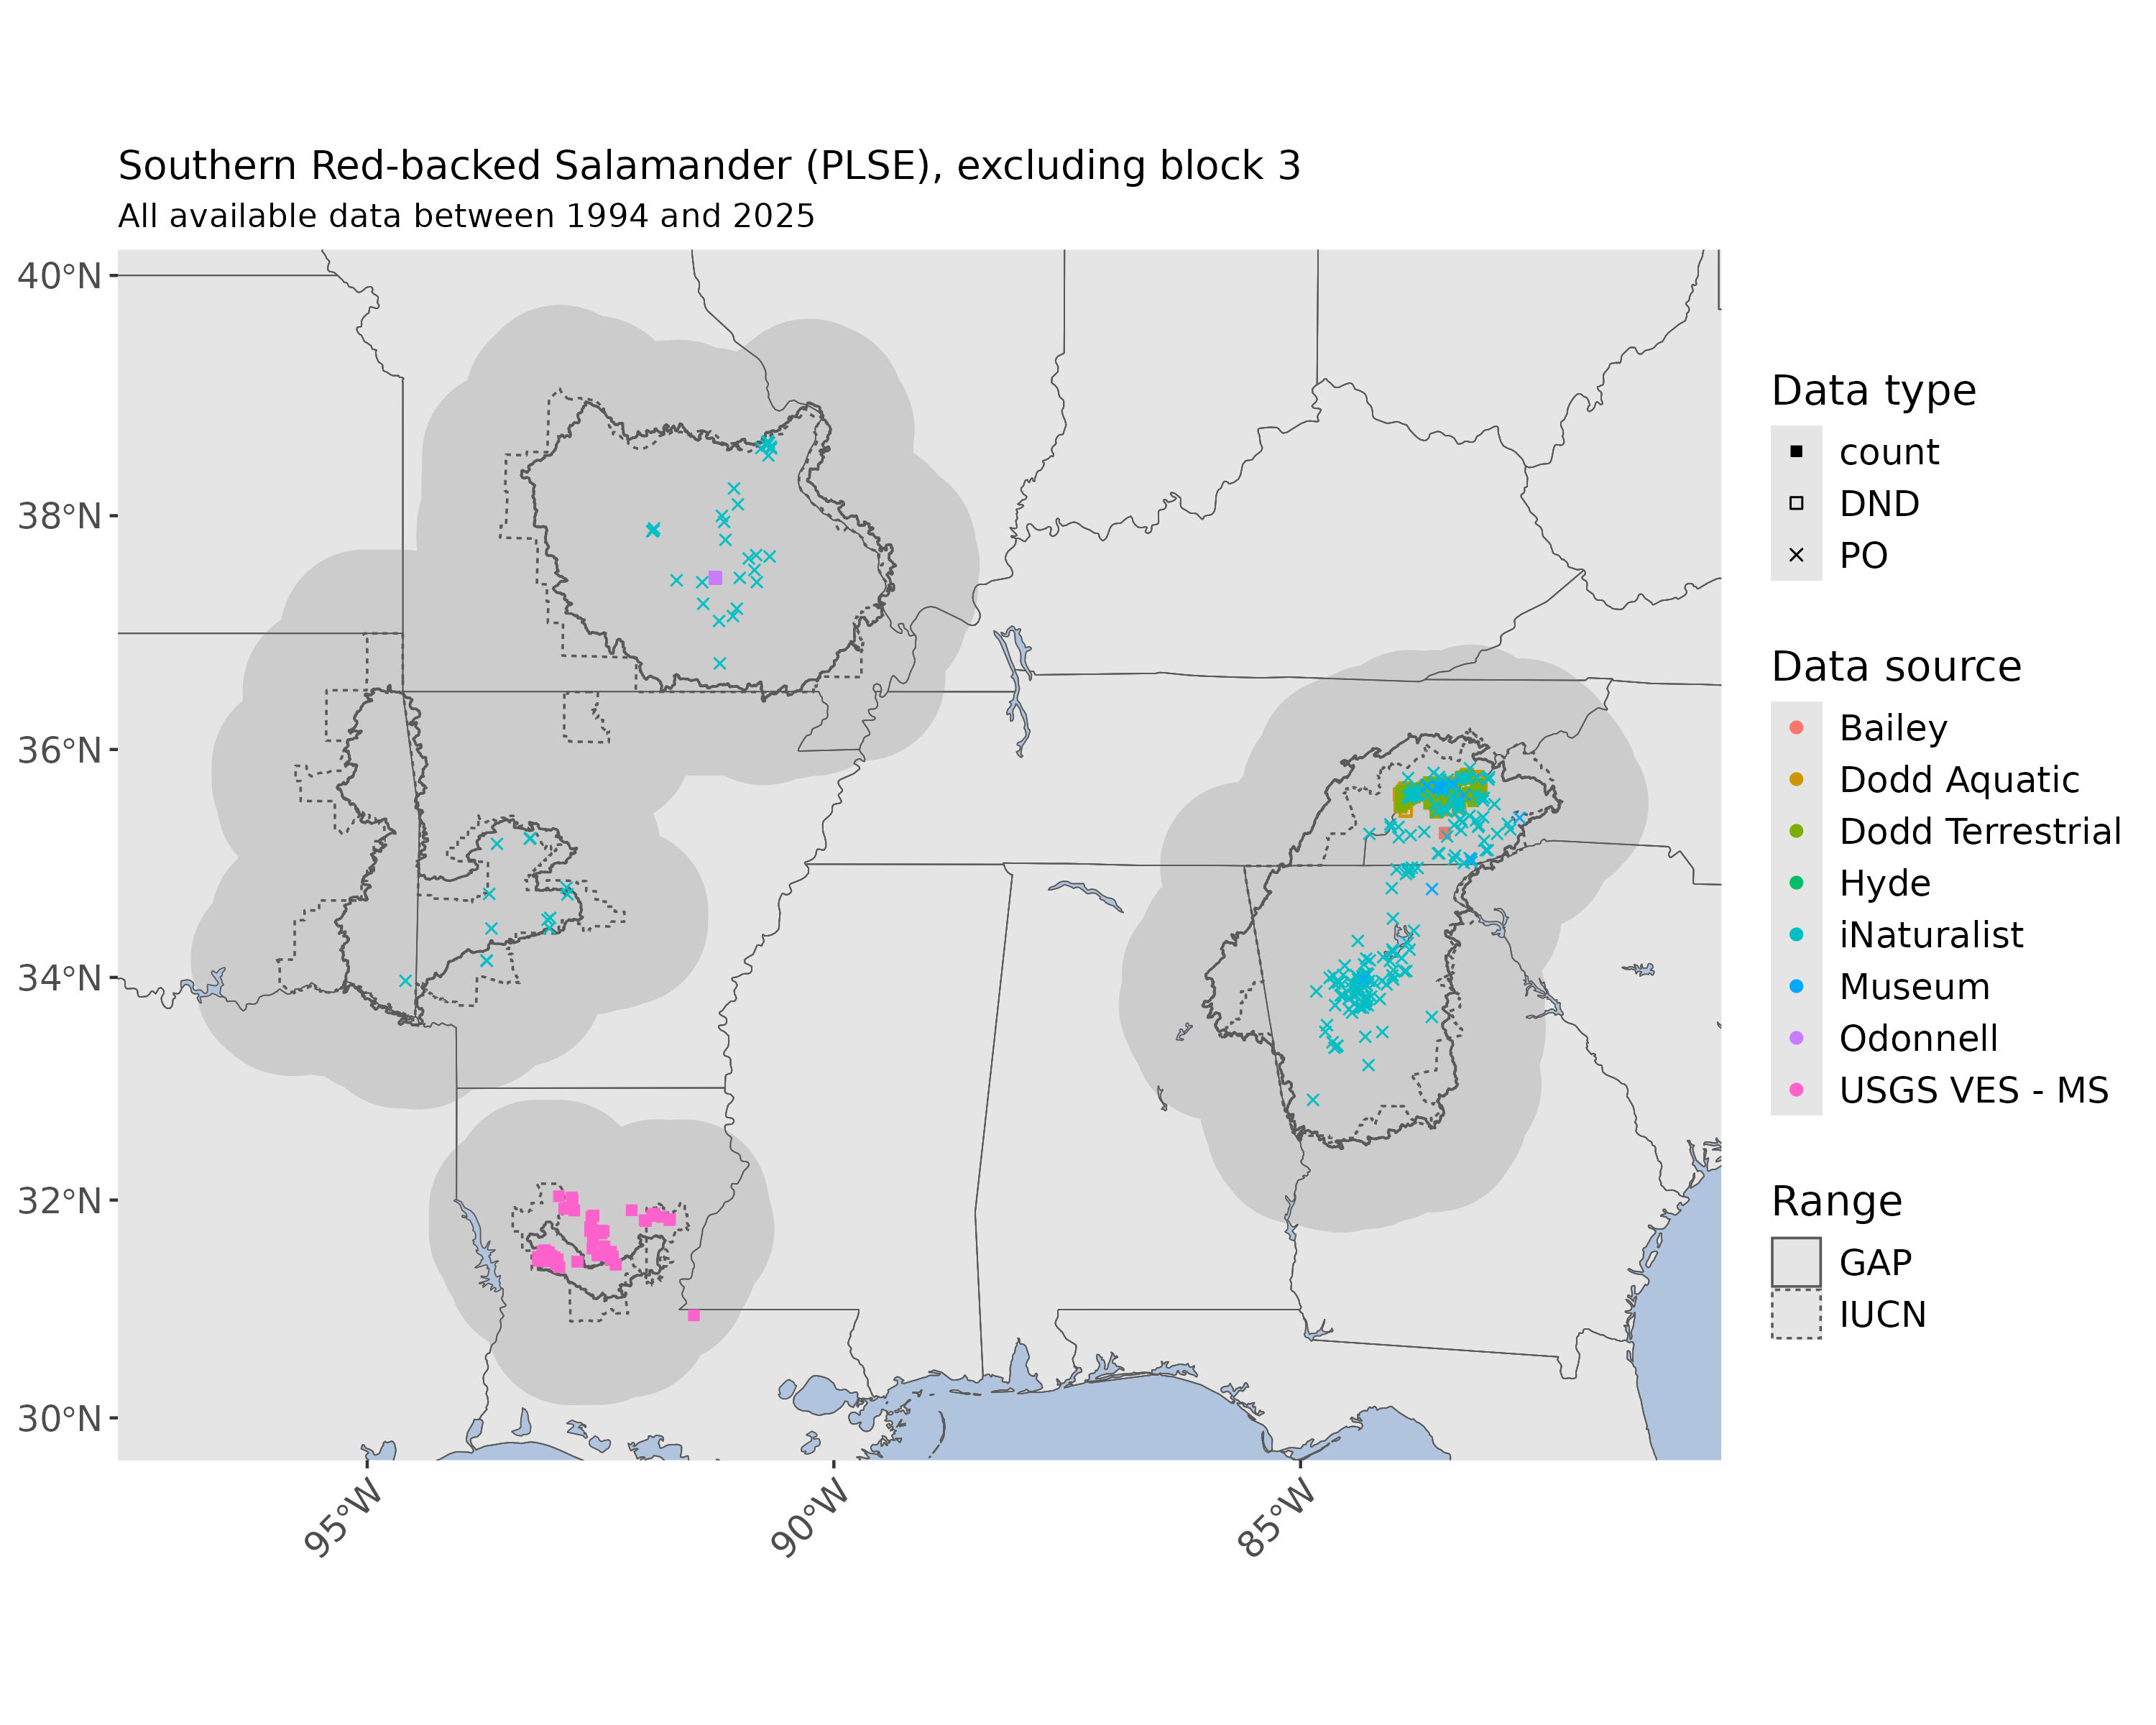 Southern Red-backed Salamander (PLSE), excluding block 3
All available data between 1994 and 2025
40°N
38°N
36°N
34°N
32°N
30°N
95°W
90°W
85°W
Data type
count
DND
PO
Data source
Bailey
Dodd Aquatic
Dodd Terrestrial
Hyde
iNaturalist
Museum
Odonnell
USGS VES - MS
Range
GAP
IUCN